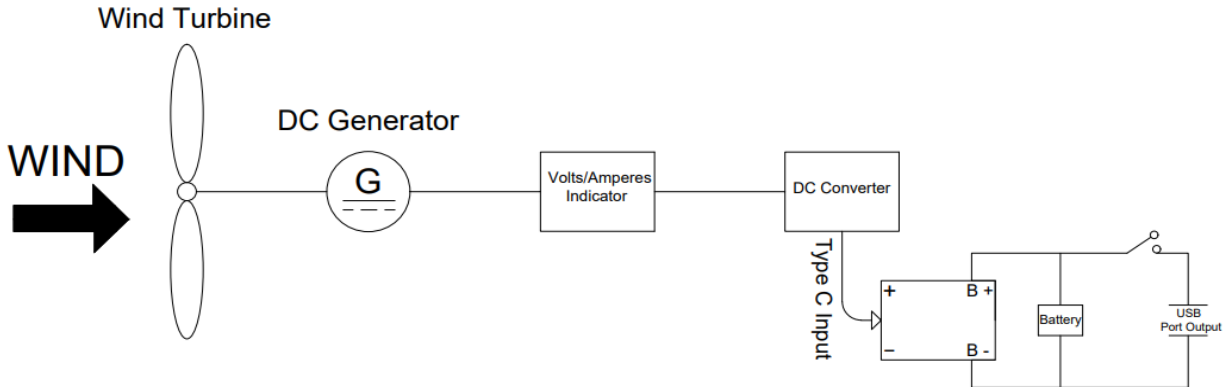 Wind Turbine
WIND
DC Generator
G
Volts/Amperes
Indicator
DC Converter
Type C Input
+
B +
−
B -
Battery
USB
Port Output